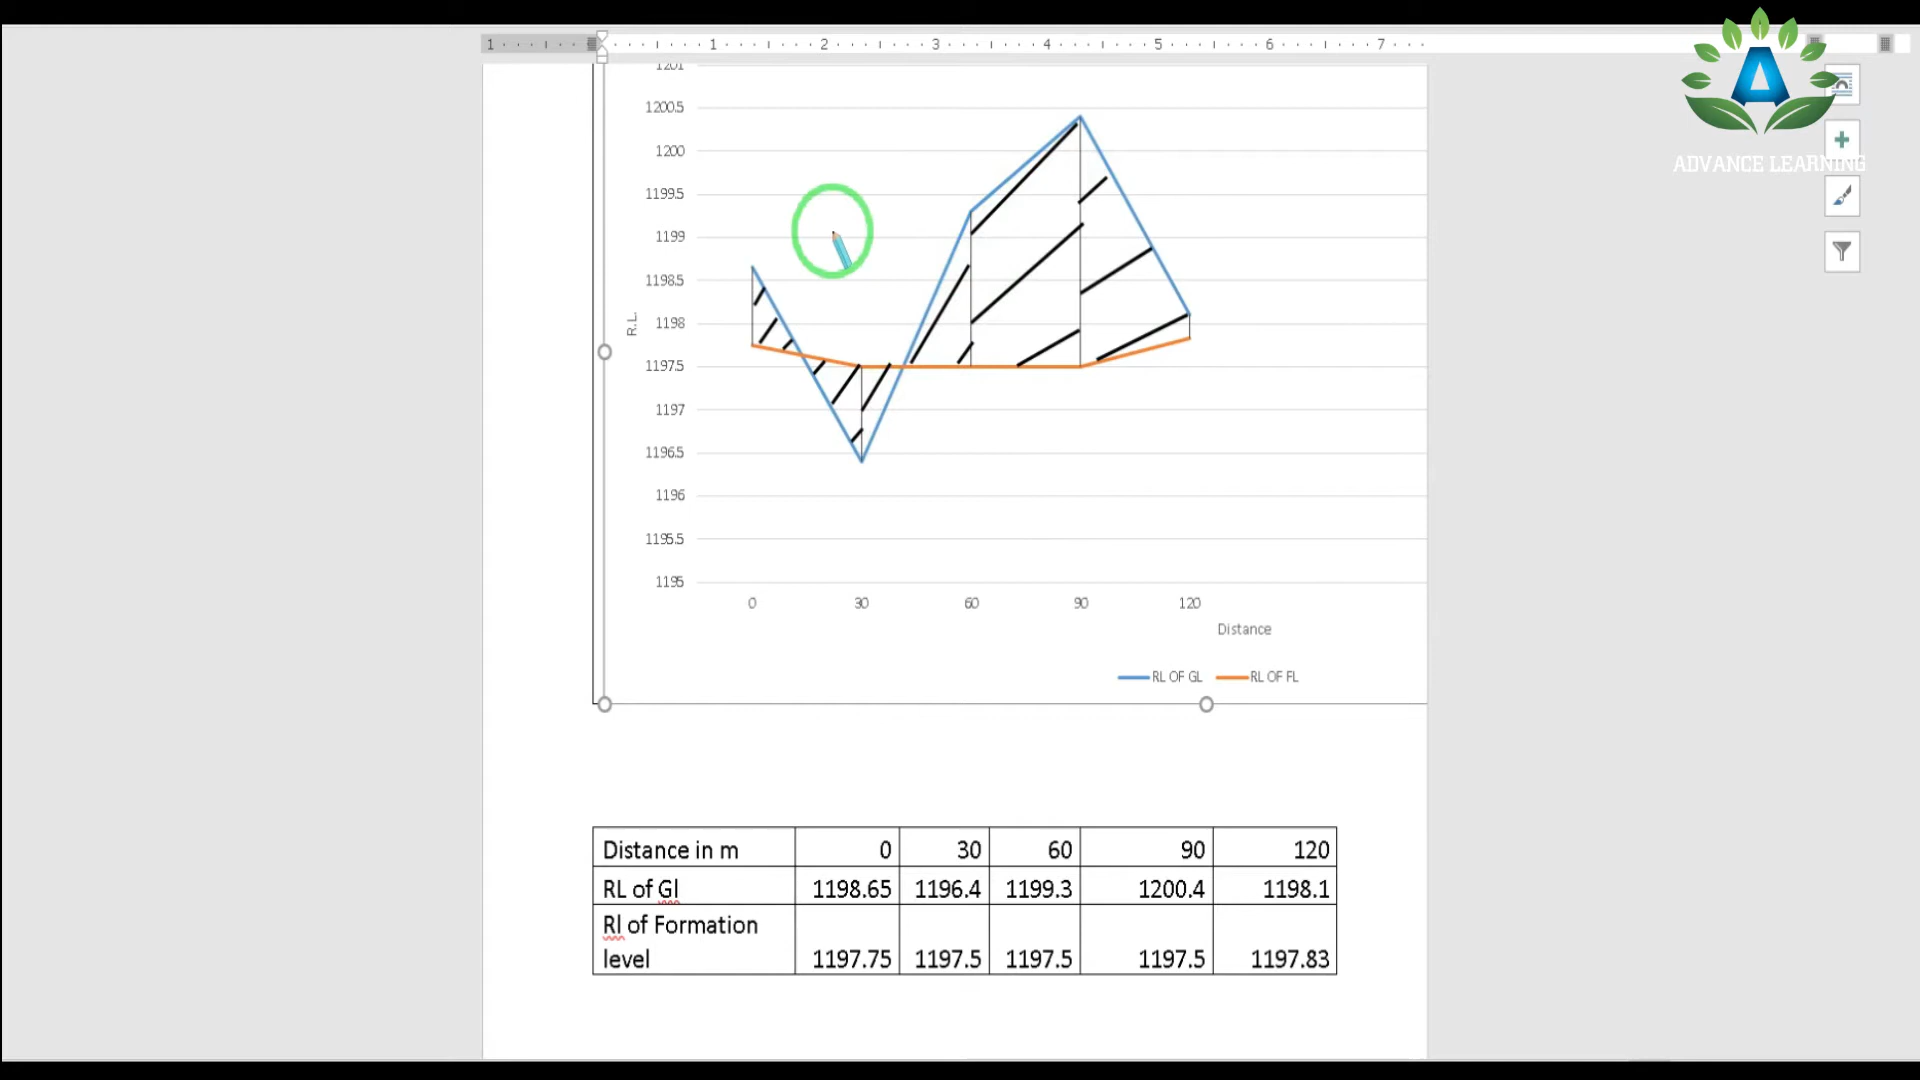 1 1 2 3 4 5 6 7
1201
1200.5
1200
1199.5
1199
1198.5
1198
1197.5
1197
1196.5
1196
1195.5
1195
R.L.
0 30 60 90 120
Distance
RL OF GL RL OF FL
ADVANCE LEARNING
Distance in m 0 30 60 90 120
RL of Gl 1198.65 1196.4 1199.3 1200.4 1198.1
Rl of Formation
level 1197.75 1197.5 1197.5 1197.5 1197.83